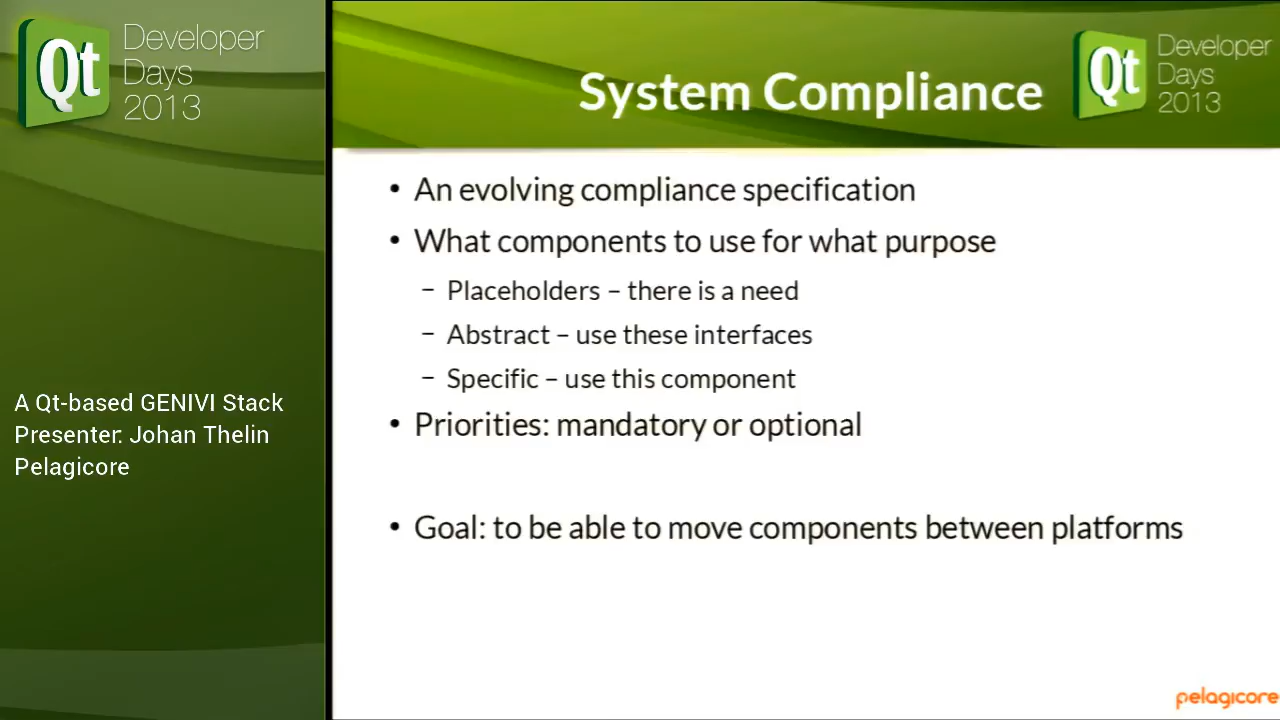 Qt Developer
Days
2013
A Qt-based GENIVI Stack
Presenter: Johan Thelin
Pelagicore
System Compliance
Qt Developer
Days
2013
• An evolving compliance specification
• What components to use for what purpose
– Placeholders – there is a need
– Abstract – use these interfaces
– Specific – use this component
• Priorities: mandatory or optional
• Goal: to be able to move components between platforms
pelagicore